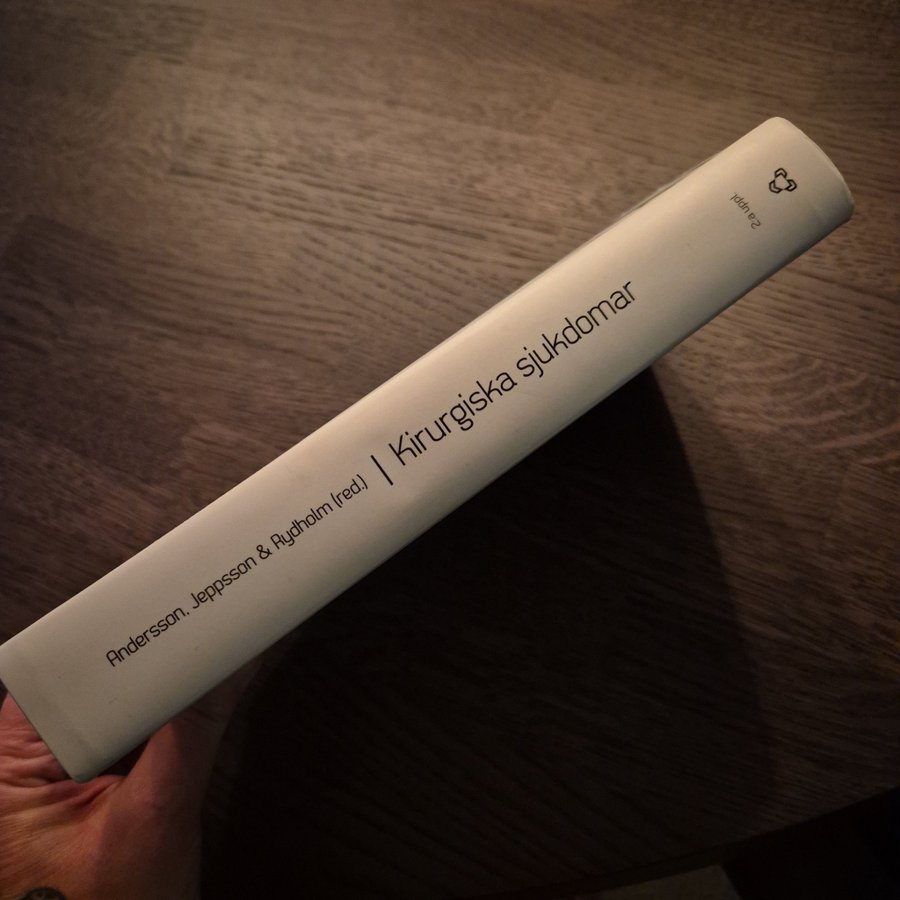 Andersson, Jeppsson & Rydholm (red.) | Kirurgiska sjukdomar
2:a uppl.